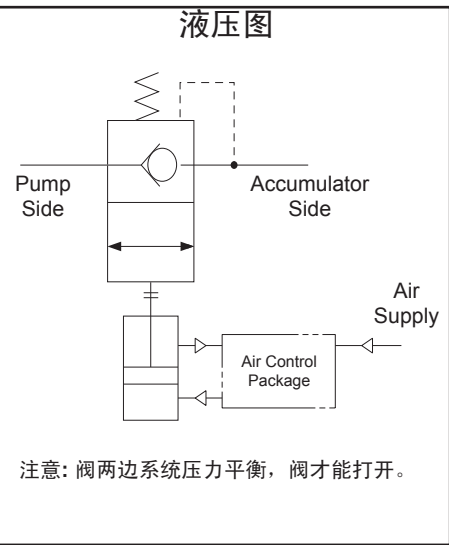 液压图
Pump
Side
Accumulator
Side
Air
Supply
Air Control
Package
注意: 阀两边系统压力平衡，阀才能打开。